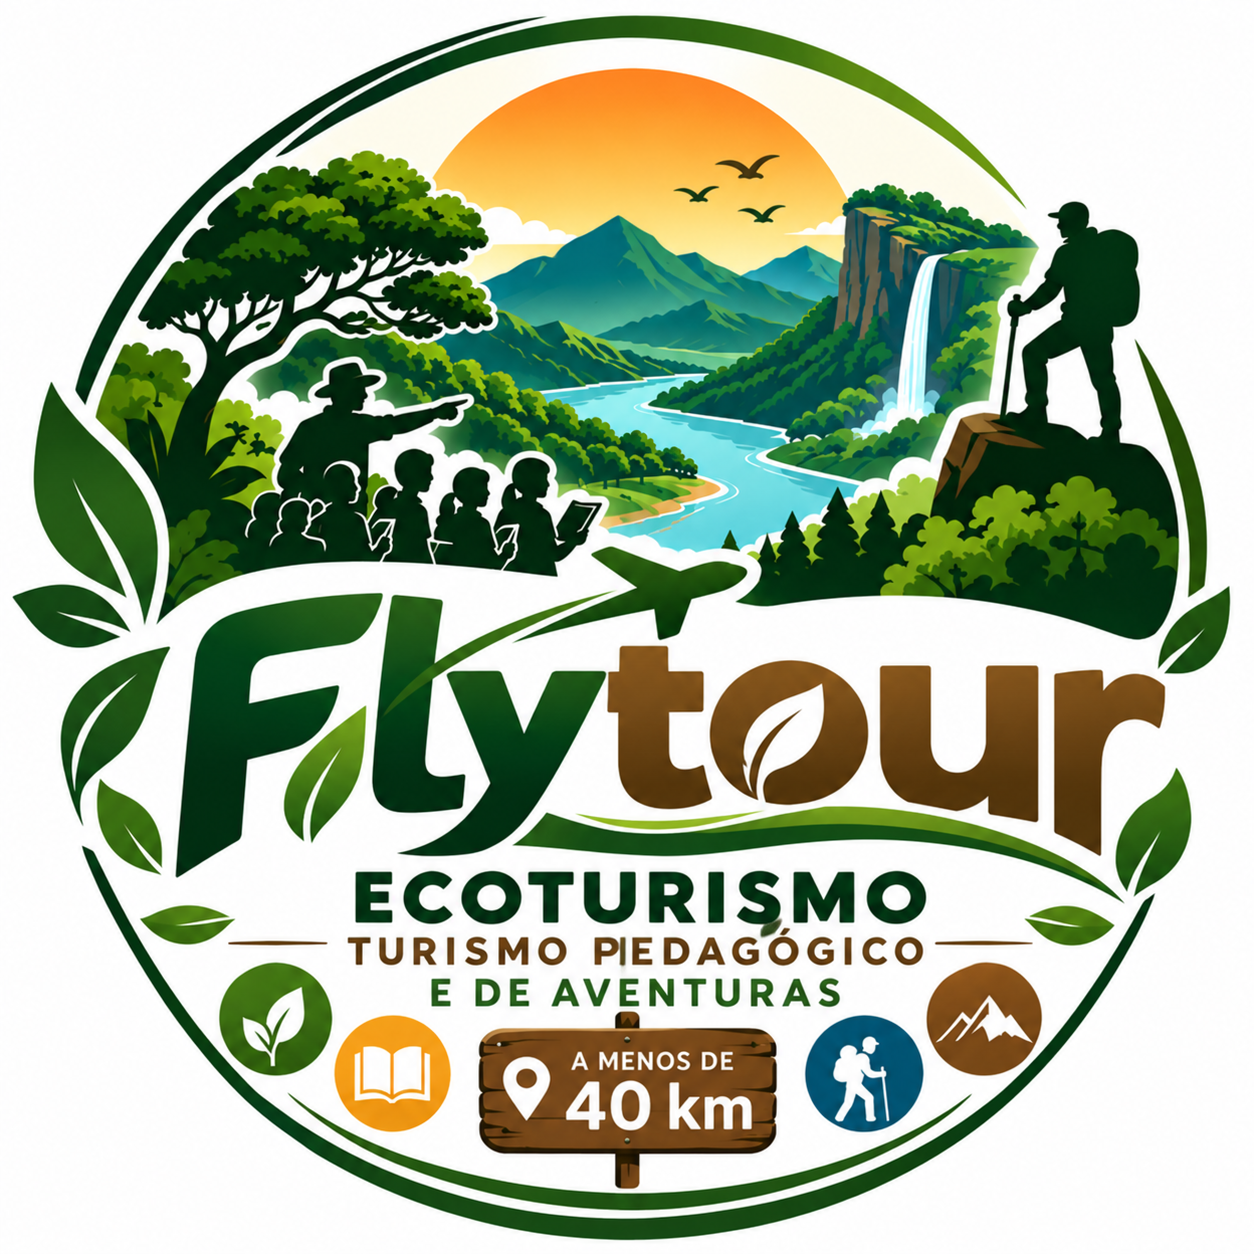 Flytour
ECOTURISMO
TURISMO PIEDAGÓGICO
E DE AVENTURAS
A MENOS DE
40 km